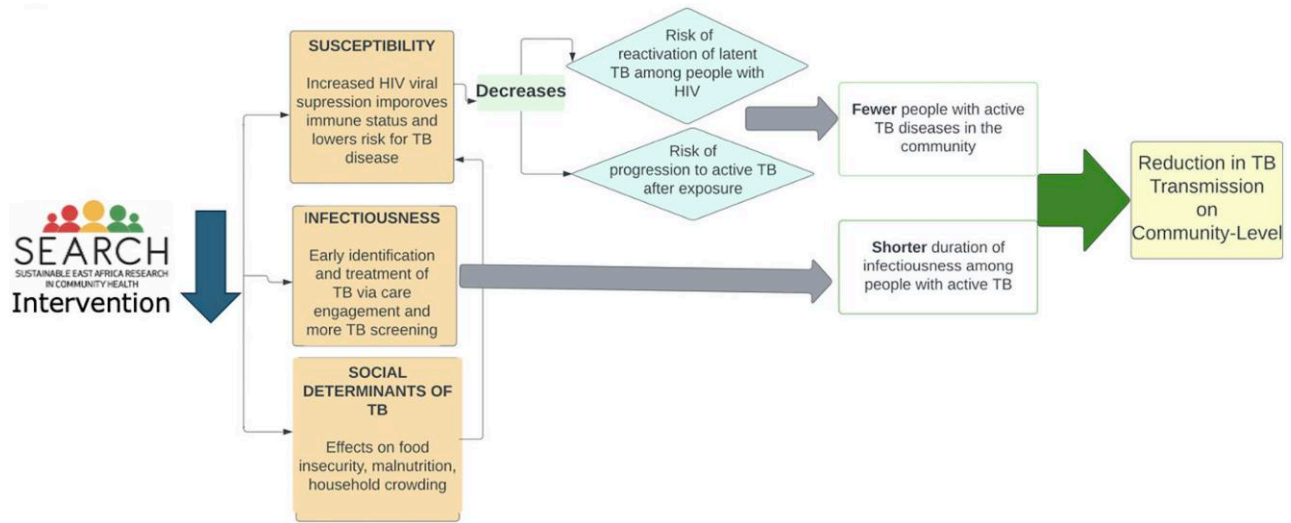 SEARCH
SUSTAINABLE EAST AFRICA RESEARCH
IN COMMUNITY HEALTH
Intervention
SUSCEPTIBILITY
Increased HIV viral
supression imporoves
immune status and
lowers risk for TB
disease
INFECTIOUSNESS
Early identification
and treatment of
TB via care
engagement and
more TB screening
SOCIAL
DETERMINANTS OF
TB
Effects on food
insecurity, malnutrition,
household crowding
Decreases
Risk of
reactivation of latent
TB among people with
HIV
Risk of
progression to active TB
after exposure
Fewer people with active
TB diseases in the
community
Shorter duration of
infectiousness among
people with active TB
Reduction in TB
Transmission
on
Community-Level